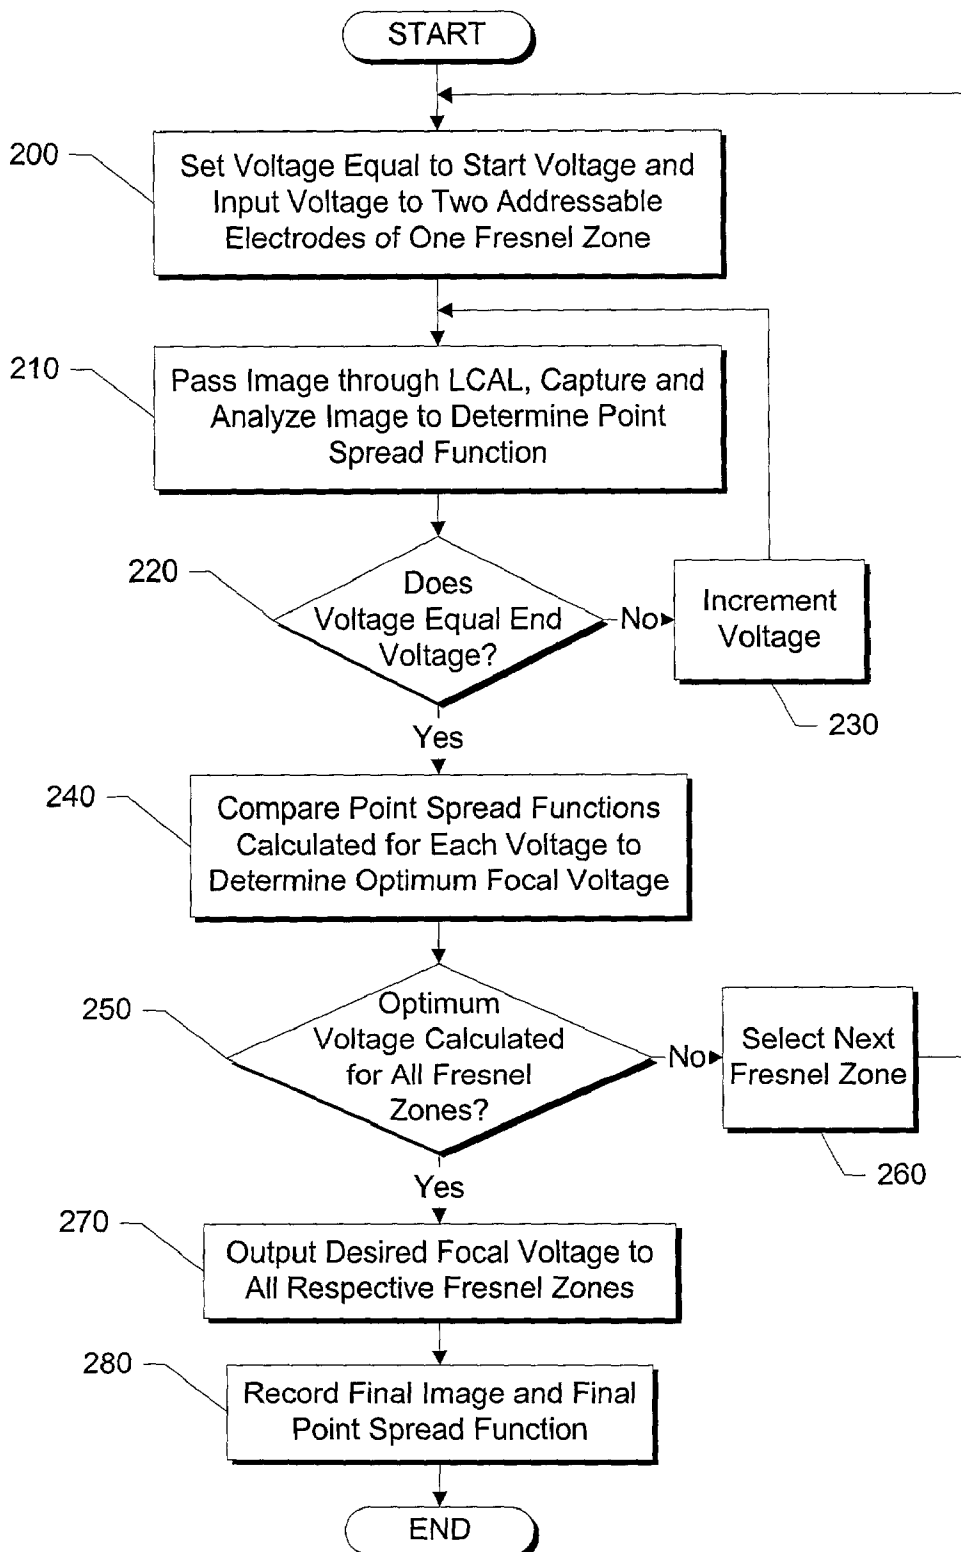 START
200
Set Voltage Equal to Start Voltage and
Input Voltage to Two Addressable
Electrodes of One Fresnel Zone
210
Pass Image through LCAL, Capture and
Analyze Image to Determine Point
Spread Function
220
Does
Voltage Equal End
Voltage?
No
Increment
Voltage
230
Yes
240
Compare Point Spread Functions
Calculated for Each Voltage to
Determine Optimum Focal Voltage
250
Optimum
Voltage Calculated
for All Fresnel
Zones?
No
Select Next
Fresnel Zone
260
Yes
270
Output Desired Focal Voltage to
All Respective Fresnel Zones
280
Record Final Image and Final
Point Spread Function
END